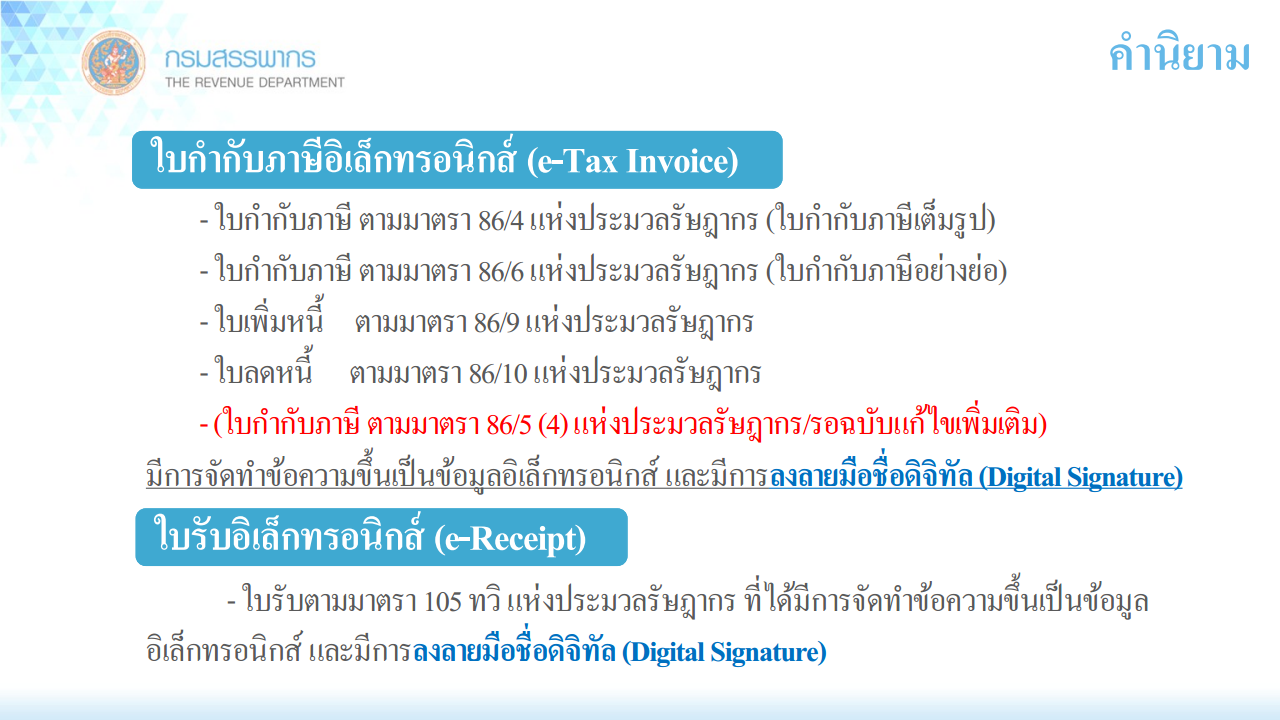 กรมสรรพากร
THE REVENUE DEPARTMENT
คำนิยาม
ใบกำกับภาษีอิเล็กทรอนิกส์ (e-Tax Invoice)
- ใบกำกับภาษี ตามมาตรา 86/4 แห่งประมวลรัษฎากร (ใบกำกับภาษีเต็มรูป)
- ใบกำกับภาษี ตามมาตรา 86/6 แห่งประมวลรัษฎากร (ใบกำกับภาษีอย่างย่อ)
- ใบเพิ่มหนี้ ตามมาตรา 86/9 แห่งประมวลรัษฎากร
- ใบลดหนี้ ตามมาตรา 86/10 แห่งประมวลรัษฎากร
- (ใบกำกับภาษี ตามมาตรา 86/5 (4) แห่งประมวลรัษฎากร/รอฉบับแก้ไขเพิ่มเติม)
มีการจัดทำข้อความขึ้นเป็นข้อมูลอิเล็กทรอนิกส์ และมีการลงลายมือชื่อดิจิทัล (Digital Signature)
ใบรับอิเล็กทรอนิกส์ (e-Receipt)
- ใบรับตามมาตรา 105 ทวิ แห่งประมวลรัษฎากร ที่ได้มีการจัดทำข้อความขึ้นเป็นข้อมูล
อิเล็กทรอนิกส์ และมีการลงลายมือชื่อดิจิทัล (Digital Signature)